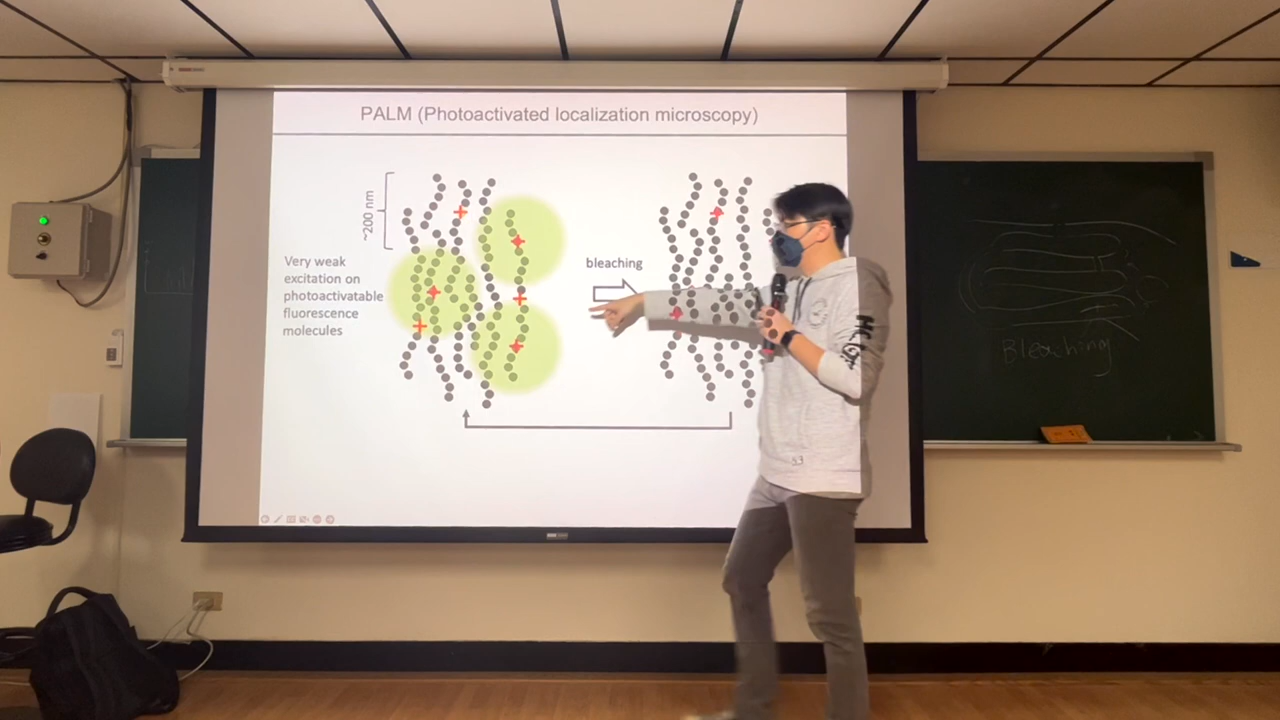 PALM (Photoactivated localization microscopy)
~200 nm
Very weak
excitation on
photoactivatable
fluorescence
molecules
bleaching
Bleaching